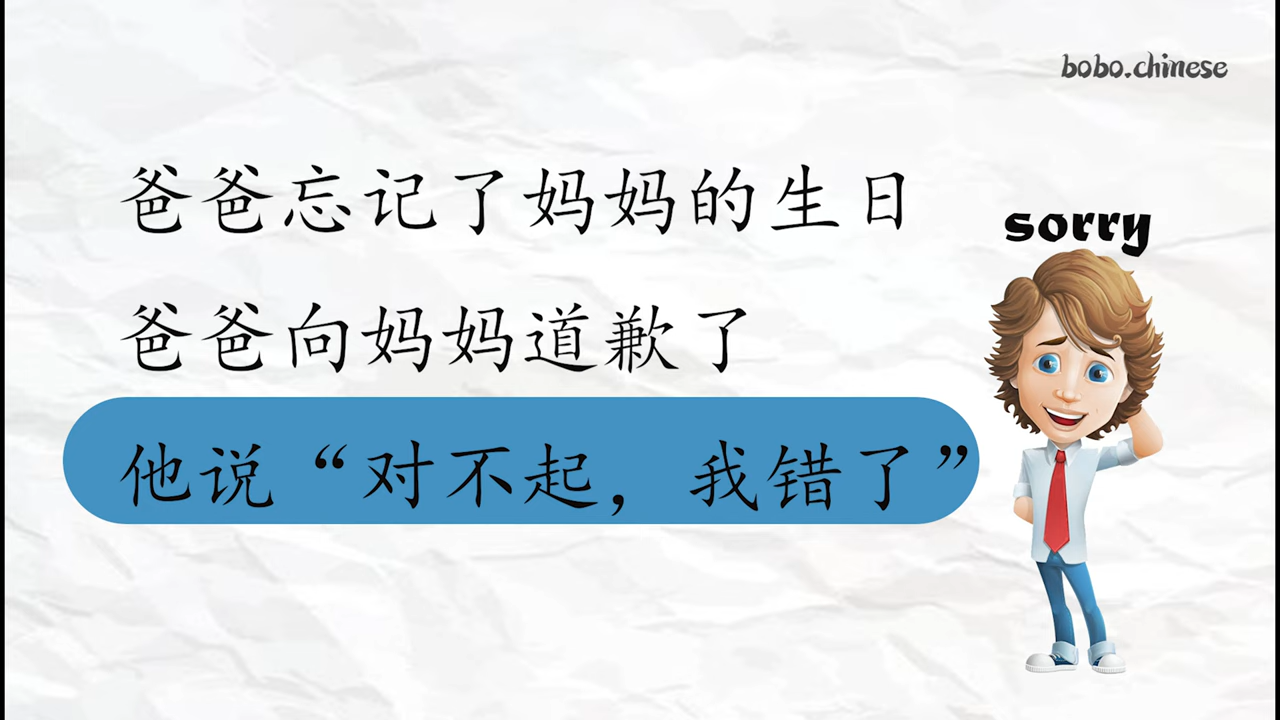 bobo.chinese
爸爸忘记了妈妈的生日
sorry
爸爸向妈妈道歉了
他说“对不起，我错了”